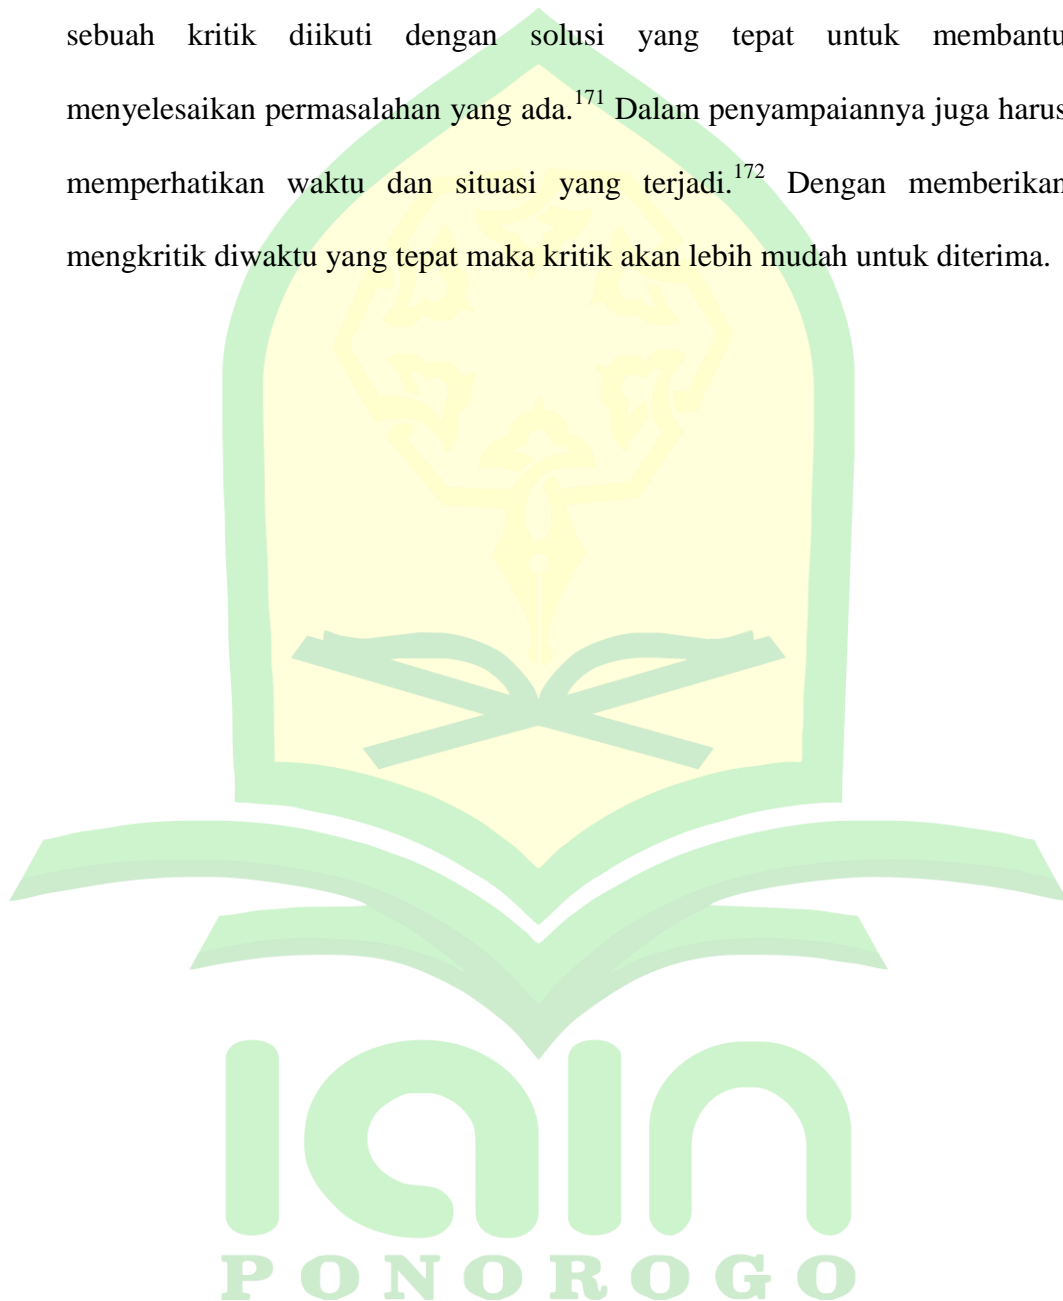 sebuah kritik diikuti dengan solusi yang tepat untuk membantu
menyelesaikan permasalahan yang ada.171 Dalam penyampaiannya juga harus
memperhatikan waktu dan situasi yang terjadi.172 Dengan memberikan
mengkritik diwaktu yang tepat maka kritik akan lebih mudah untuk diterima.
iain
PONOROGO